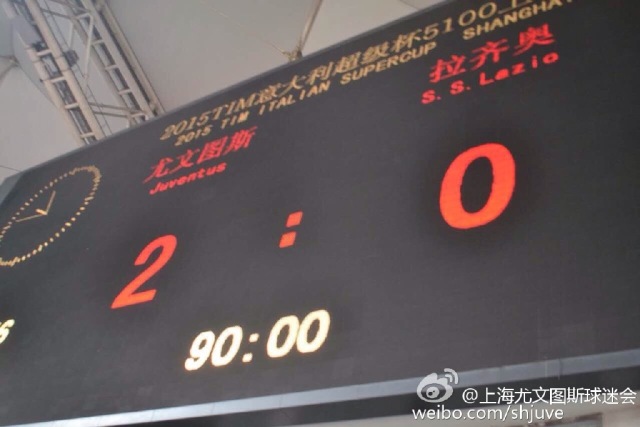 2015TIM意大利超级杯5100上
2015 TIM ITALIAN SUPERCUP SHANGHA
尤文图斯
Juventus
拉齐奥
S.S.Lazio
2 : 0
90:00
@上海尤文图斯球迷会
weibo.com/shjuve